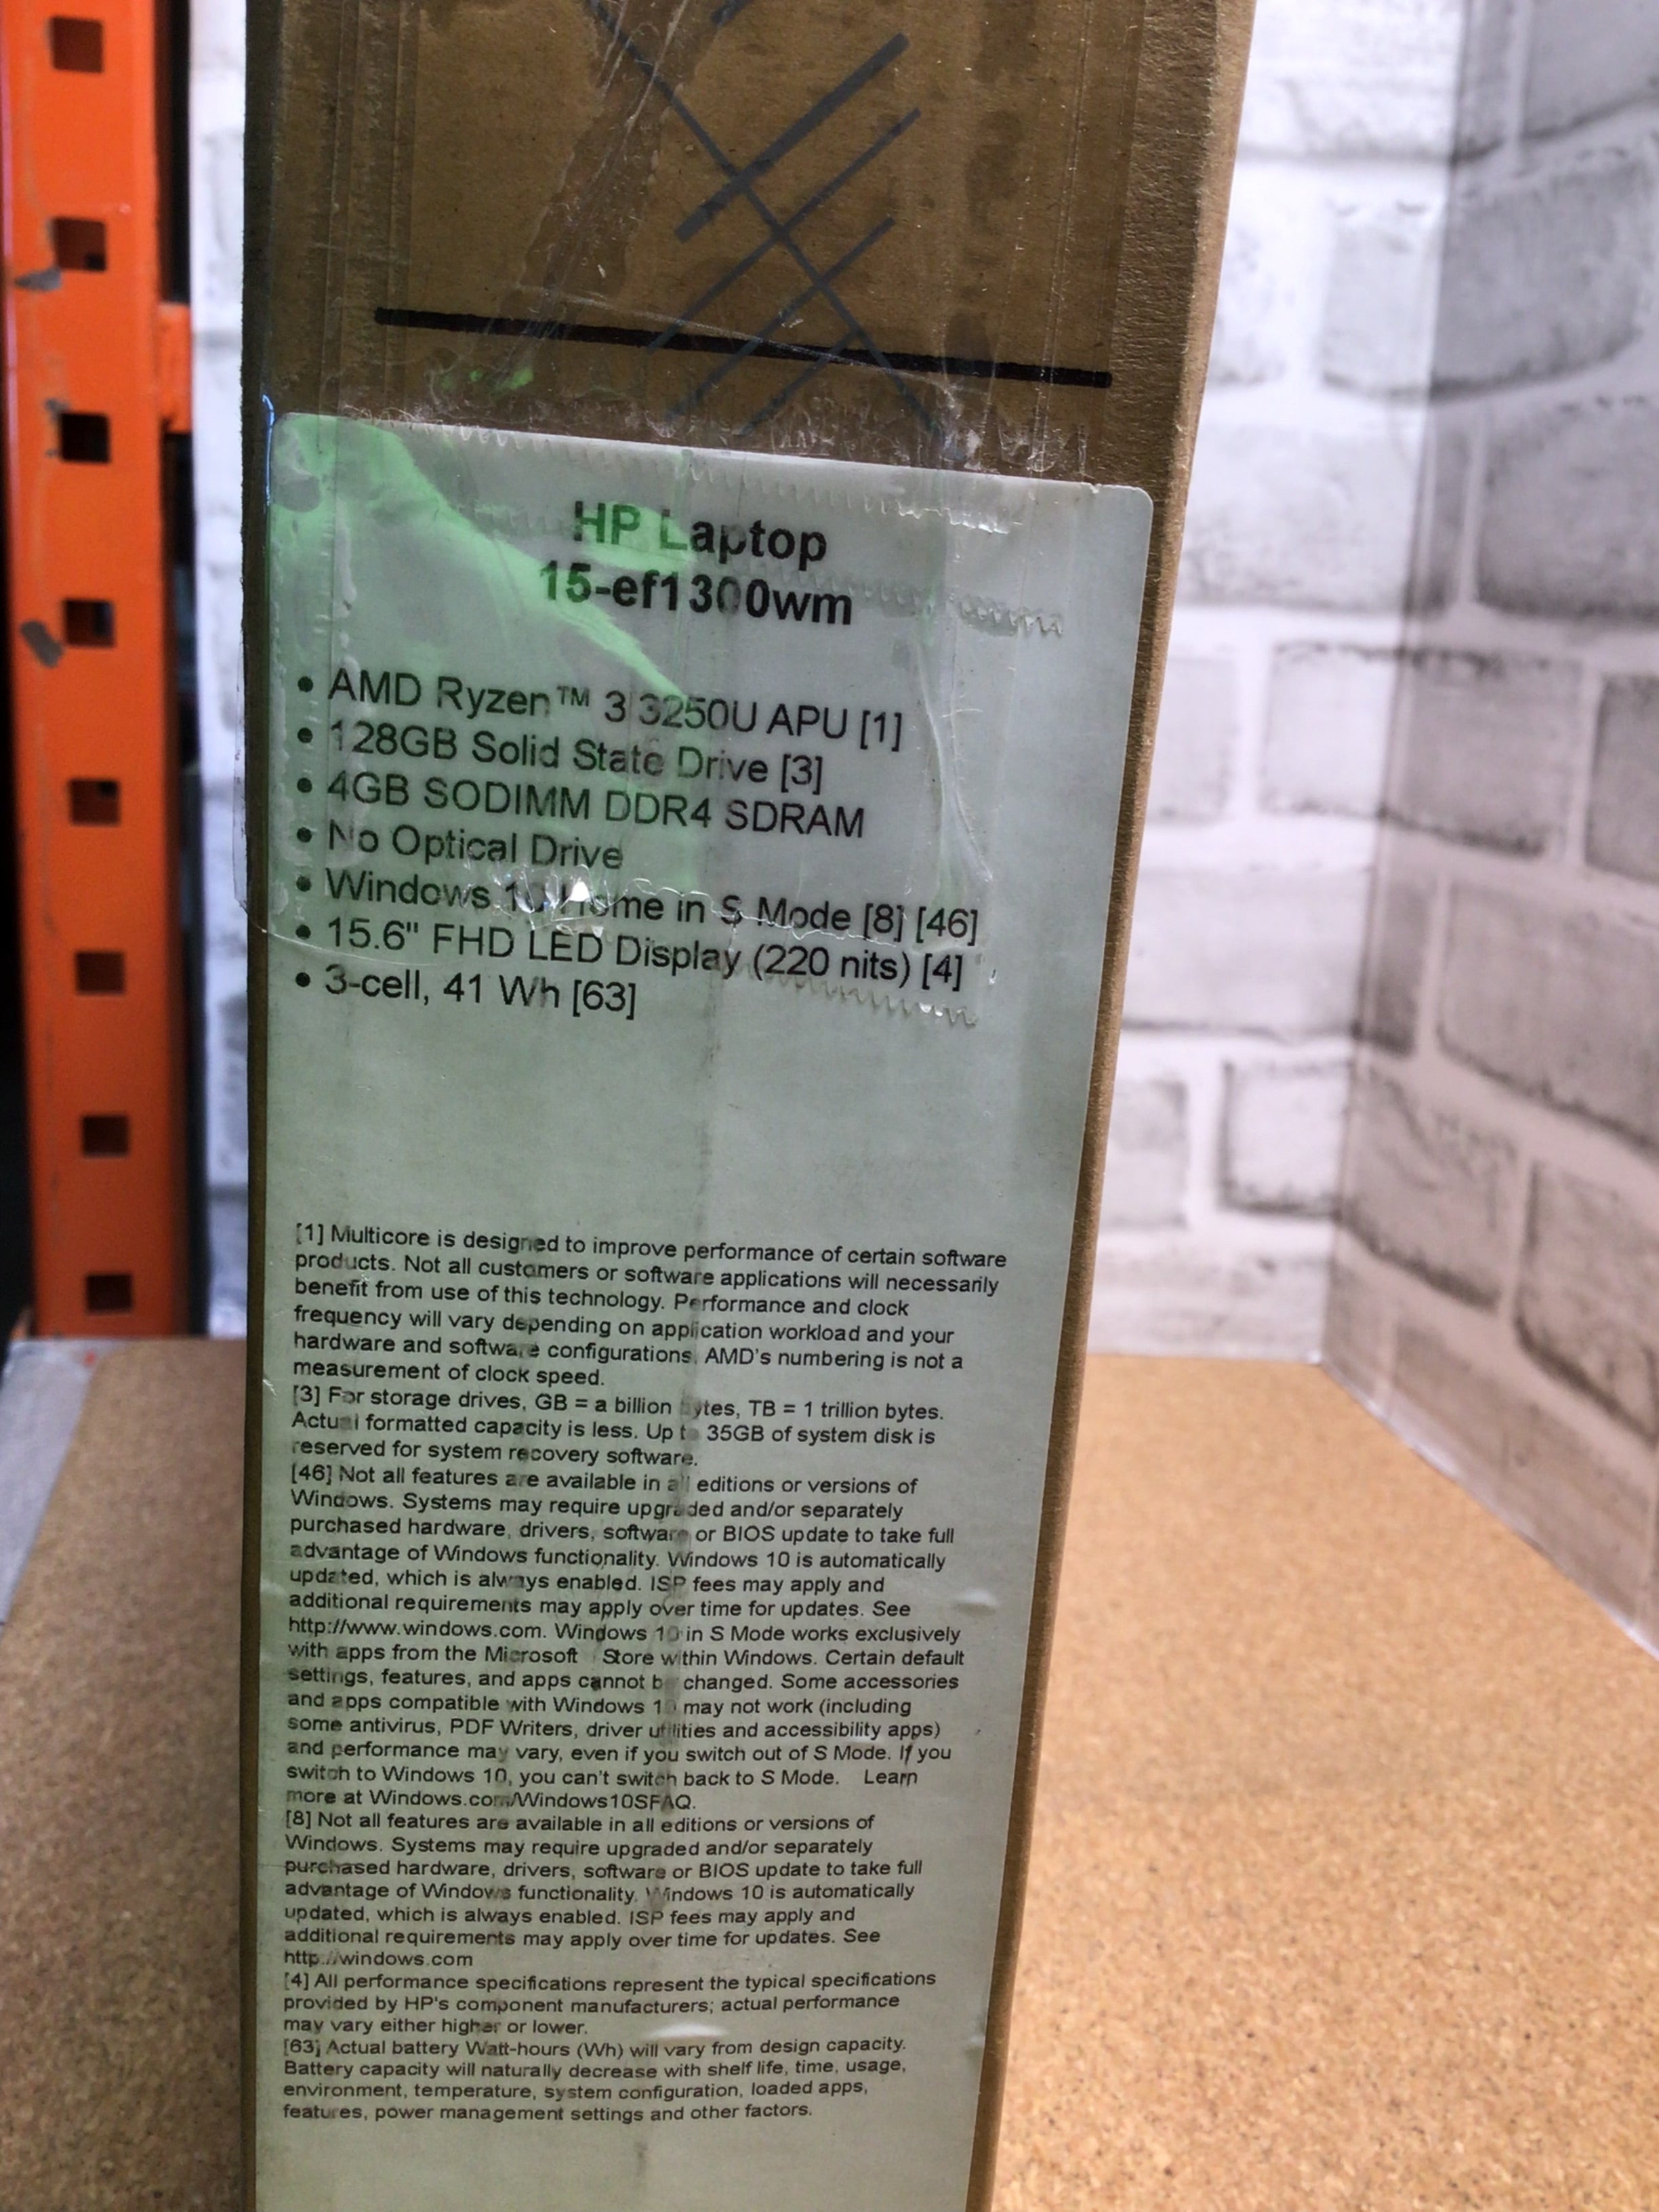 HP Laptop
15-ef1300wm
• AMD Ryzen™ 3 3250U APU [1]
• 128GB Solid State Drive [3]
• 4GB SODIMM DDR4 SDRAM
• No Optical Drive
• Windows 10 Home in S Mode [8] [46]
• 15.6" FHD LED Display (220 nits) [4]
• 3-cell, 41 Wh [63]
[1] Multicore is designed to improve performance of certain software
products. Not all customers or software applications will necessarily
benefit from use of this technology. Performance and clock
frequency will vary depending on application workload and your
hardware and software configurations. AMD's numbering is not a
measurement of clock speed.
[3] For storage drives, GB = a billion bytes, TB = 1 trillion bytes.
Actual formatted capacity is less. Up to 35GB of system disk is
reserved for system recovery software.
[46] Not all features are available in all editions or versions of
Windows. Systems may require upgraded and/or separately
purchased hardware, drivers, software or BIOS update to take full
advantage of Windows functionality. Windows 10 is automatically
updated, which is always enabled. ISP fees may apply and
additional requirements may apply over time for updates. See
http://www.windows.com. Windows 10 in S Mode works exclusively
with apps from the Microsoft Store within Windows. Certain default
settings, features, and apps cannot be changed. Some accessories
and apps compatible with Windows 10 may not work (including
some antivirus, PDF Writers, driver utilities and accessibility apps)
and performance may vary, even if you switch out of S Mode. If you
switch to Windows 10, you can't switch back to S Mode. Learn
more at Windows.com/Windows10SFAQ.
[8] Not all features are available in all editions or versions of
Windows. Systems may require upgraded and/or separately
purchased hardware, drivers, software or BIOS update to take full
advantage of Windows functionality. Windows 10 is automatically
updated, which is always enabled. ISP fees may apply and
additional requirements may apply over time for updates. See
http://windows.com
[4] All performance specifications represent the typical specifications
provided by HP's component manufacturers; actual performance
may vary either higher or lower.
[63] Actual battery Watt-hours (Wh) will vary from design capacity.
Battery capacity will naturally decrease with shelf life, time, usage,
environment, temperature, system configuration, loaded apps,
features, power management settings and other factors.